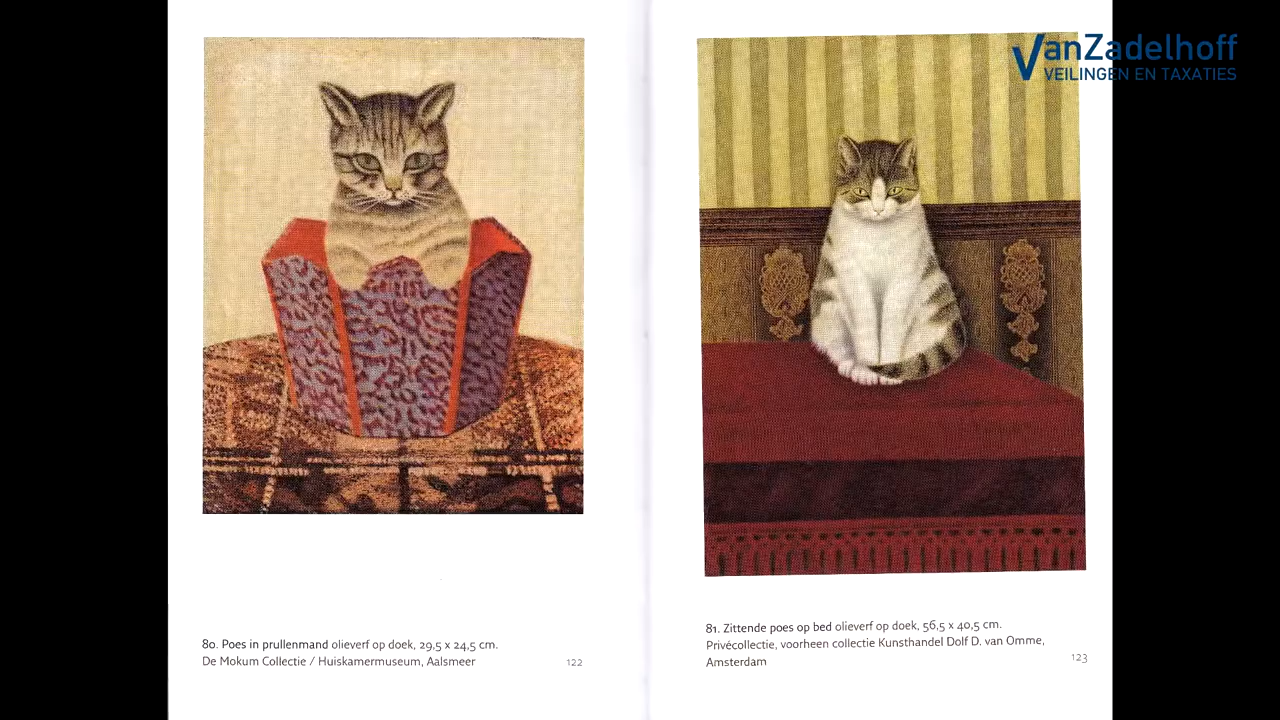 VanZadelhoff
VEILINGEN EN TAXATIES
80. Poes in prullenmand olieverf op doek, 29,5 x 24,5 cm.
De Mokum Collectie / Huiskamermuseum, Aalsmeer
122
81. Zittende poes op bed olieverf op doek, 56,5 x 40,5 cm.
Privécollectie, voorheen collectie Kunsthandel Dolf D. van Omme,
Amsterdam
123